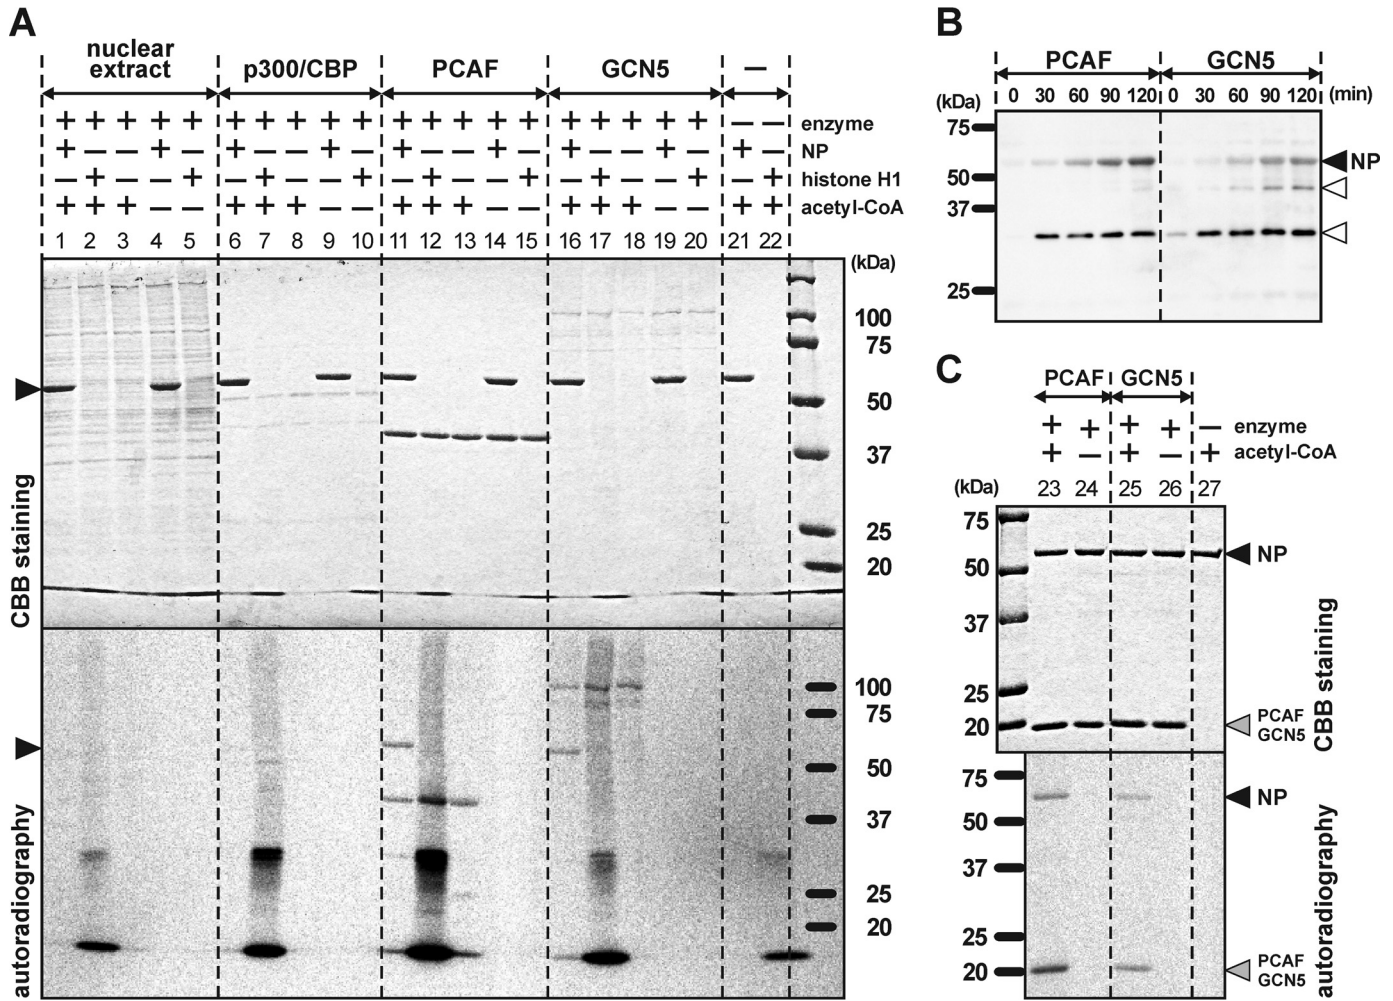 A
nuclear
extract
p300/CBP
PCAF
GCN5
—
+ + + + + + + + + + + + + + + + + + + + — — enzyme
+ — — + — + — — + — + — — + — + — — + — + — NP
— + — — + — + — — + — + — — + — + — — + — + histone H1
+ + + — — + + + — — + + + — — + + + — — + + acetyl-CoA
1 2 3 4 5 6 7 8 9 10 11 12 13 14 15 16 17 18 19 20 21 22
(kDa)
100
75
50
37
25
20
CBB staining
100
75
50
37
25
20
autoradiography
B
PCAF GCN5
(kDa) 0 30 60 90 120 0 30 60 90 120 (min)
75
50
37
25
NP
C
PCAF GCN5
+ + + + — enzyme
+ — + — + acetyl-CoA
(kDa) 23 24 25 26 27
75
50
37
25
20
NP
PCAF
GCN5
CBB staining
75
50
37
25
20
NP
PCAF
GCN5
autoradiography